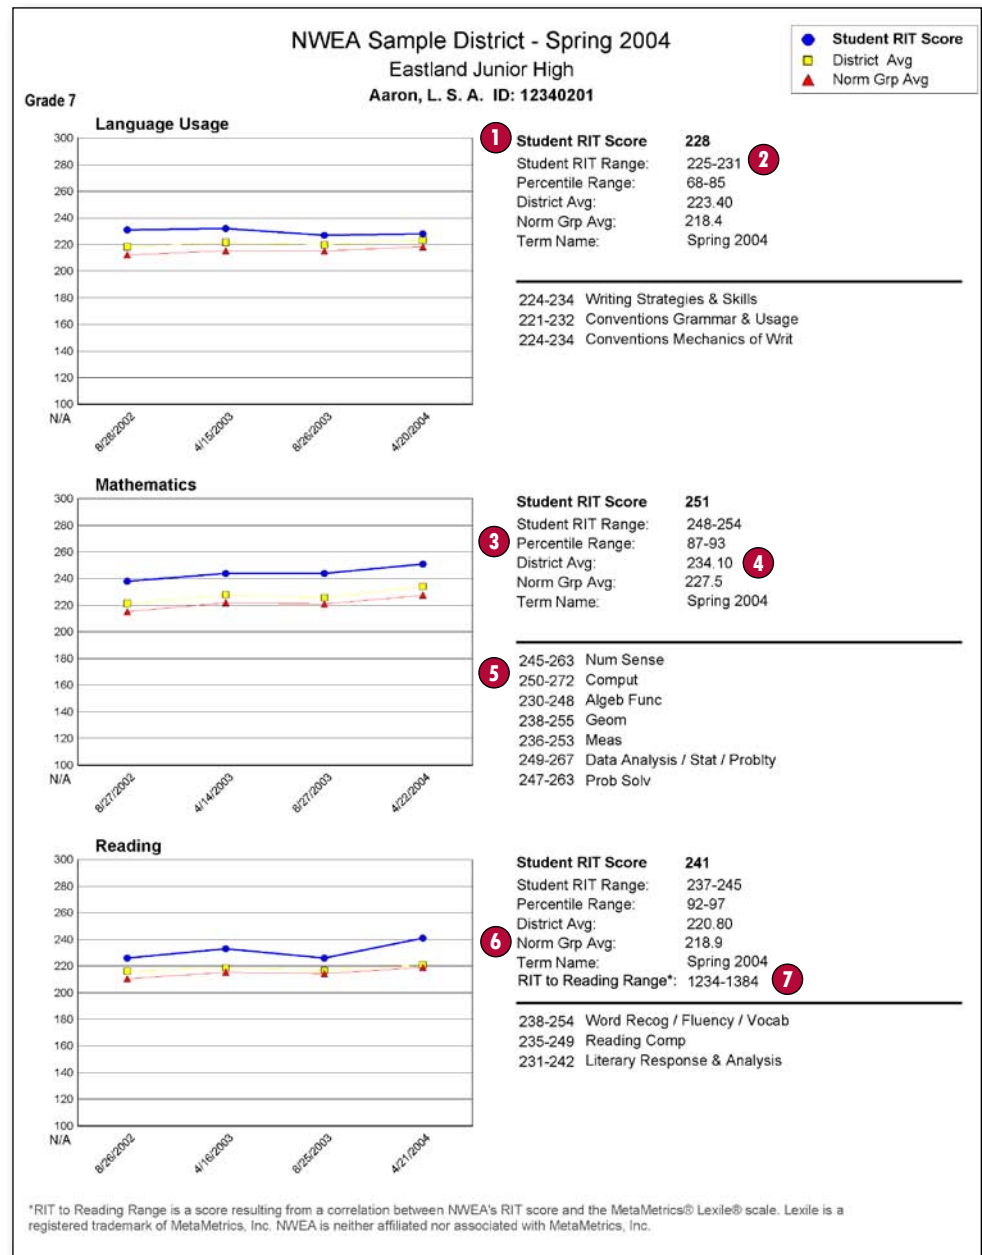 NWEA Sample District - Spring 2004
Eastland Junior High
Aaron, L. S. A. ID: 12340201
Student RIT Score
District Avg
Norm Grp Avg
Grade 7
Language Usage
300
280
260
240
220
200
180
160
140
120
100
N/A
8/28/2002
4/15/2003
8/26/2003
4/20/2004
1
Student RIT Score 228
Student RIT Range: 225-231 2
Percentile Range: 68-85
District Avg: 223.40
Norm Grp Avg: 218.4
Term Name: Spring 2004
224-234 Writing Strategies & Skills
221-232 Conventions Grammar & Usage
224-234 Conventions Mechanics of Writ
Mathematics
300
280
260
240
220
200
180
160
140
120
100
N/A
8/27/2002
4/14/2003
8/27/2003
4/22/2004
Student RIT Score 251
Student RIT Range: 248-254
3 Percentile Range: 87-93
District Avg: 234.10 4
Norm Grp Avg: 227.5
Term Name: Spring 2004
245-263 Num Sense
5 250-272 Comput
230-248 Algeb Func
238-255 Geom
236-253 Meas
249-267 Data Analysis / Stat / Problty
247-263 Prob Solv
Reading
300
280
260
240
220
200
180
160
140
120
100
N/A
8/26/2002
4/16/2003
8/25/2003
4/21/2004
Student RIT Score 241
Student RIT Range: 237-245
Percentile Range: 92-97
District Avg: 220.80
6 Norm Grp Avg: 218.9
Term Name: Spring 2004
RIT to Reading Range*: 1234-1384 7
238-254 Word Recog / Fluency / Vocab
235-249 Reading Comp
231-242 Literary Response & Analysis
*RIT to Reading Range is a score resulting from a correlation between NWEA's RIT score and the MetaMetrics® Lexile® scale. Lexile is a
registered trademark of MetaMetrics, Inc. NWEA is neither affiliated nor associated with MetaMetrics, Inc.